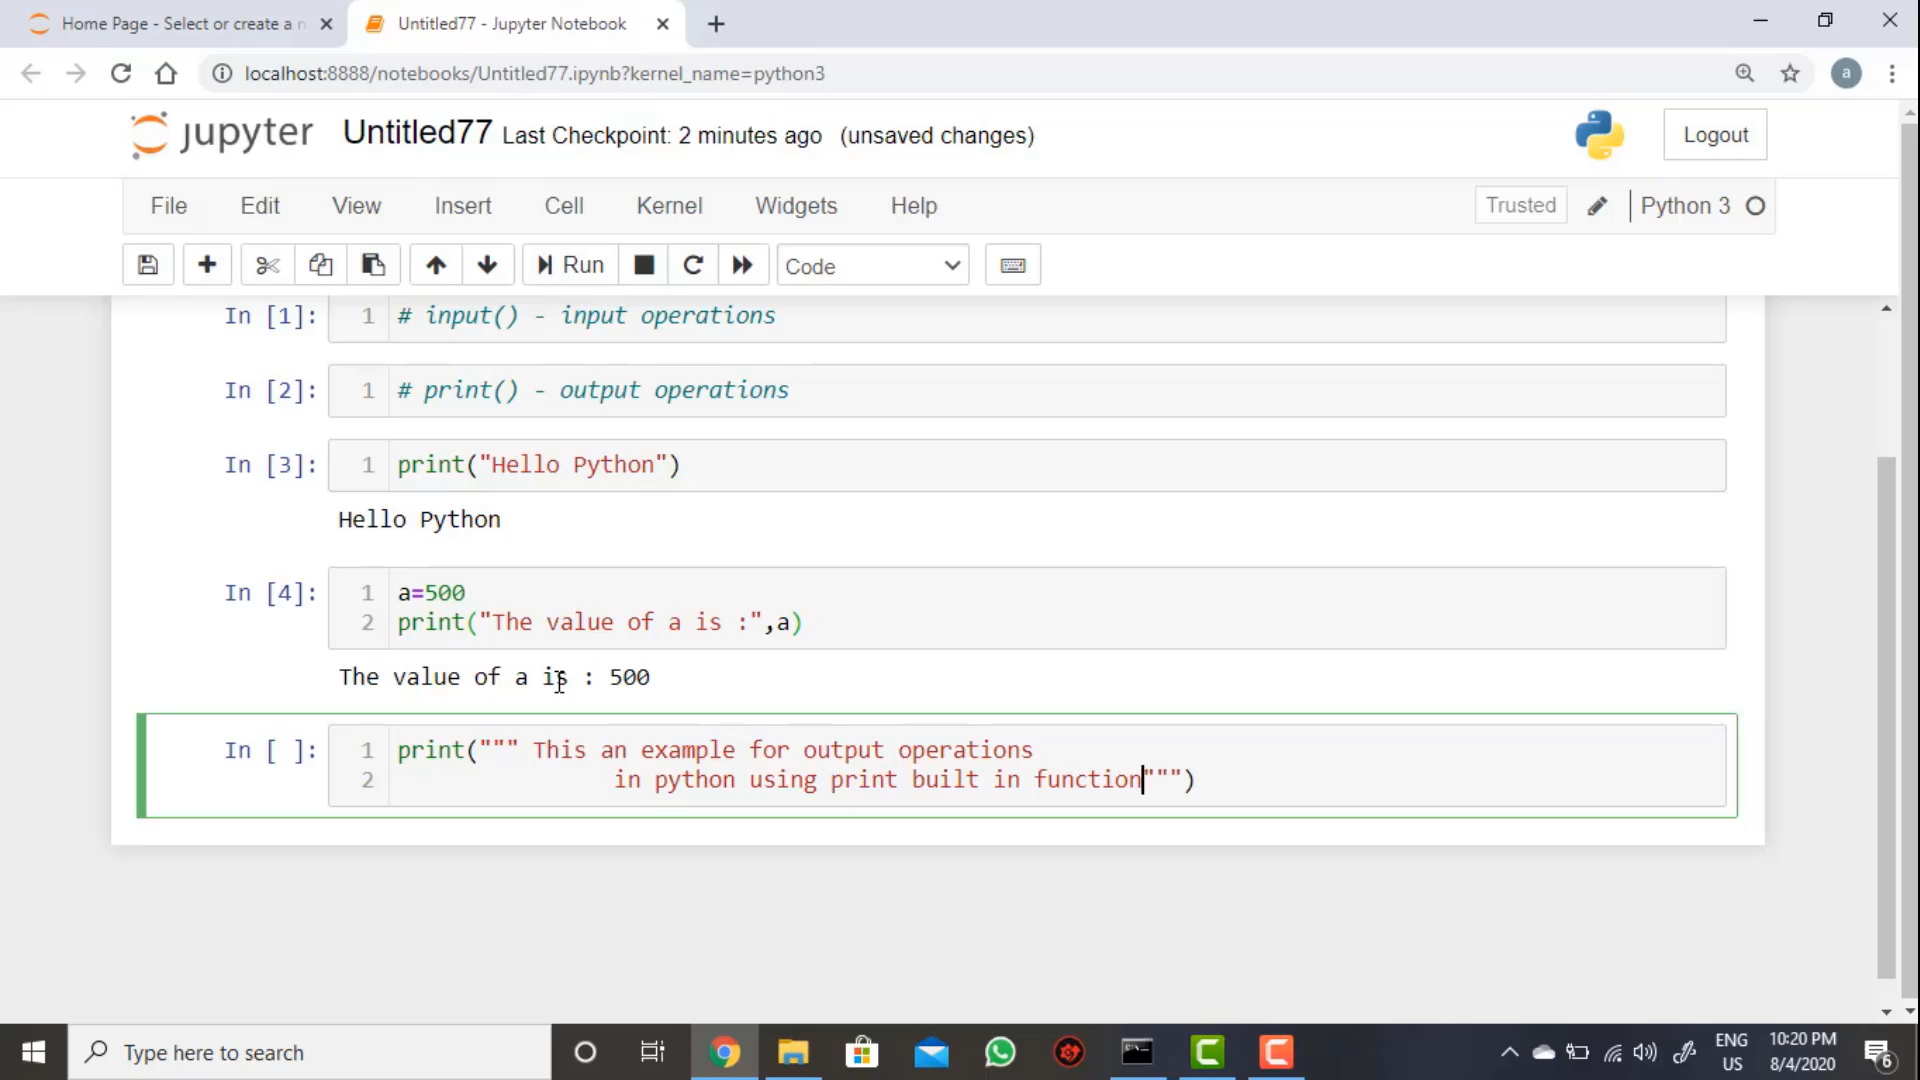 Home Page - Select or create a n
Untitled77 - Jupyter Notebook
localhost:8888/notebooks/Untitled77.ipynb?kernel_name=python3
a
jupyter Untitled77 Last Checkpoint: 2 minutes ago (unsaved changes)
Logout
File Edit View Insert Cell Kernel Widgets Help
Trusted
Python 3
Run
Code
In [1]: 1 # input() - input operations
In [2]: 1 # print() - output operations
In [3]: 1 print("Hello Python")
Hello Python
In [4]: 1 a=500
2 print("The value of a is :",a)
The value of a is : 500
In [ ]: 1 print(""" This an example for output operations
2 in python using print built in function""")
Type here to search
ENG
US
10:20 PM
8/4/2020
6